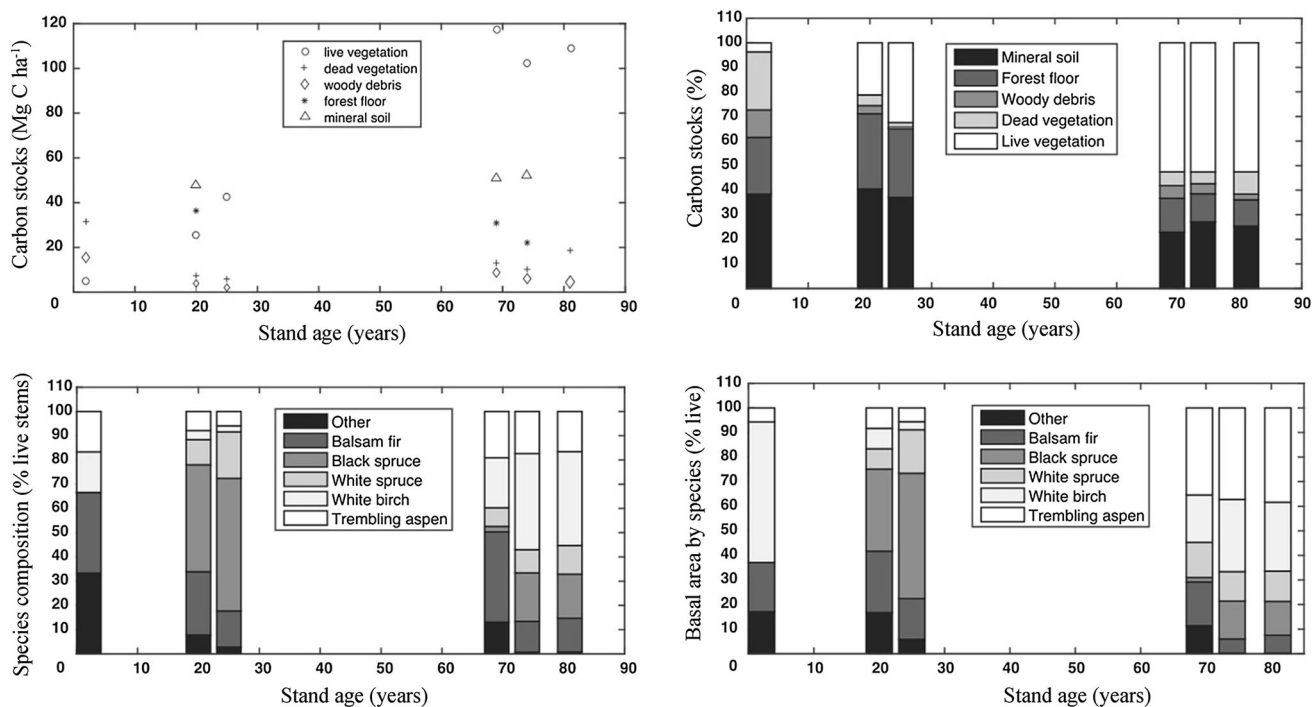 Carbon stocks (Mg C ha⁻¹)
120
100
80
60
40
20
0
10
20
30
40
50
60
70
80
90
Stand age (years)
live vegetation
dead vegetation
woody debris
forest floor
mineral soil
Carbon stocks (%)
110
100
90
80
70
60
50
40
30
20
10
0
10
20
30
40
50
60
70
80
90
Stand age (years)
Mineral soil
Forest floor
Woody debris
Dead vegetation
Live vegetation
Species composition (% live stems)
110
100
90
80
70
60
50
40
30
20
10
0
10
20
30
40
50
60
70
80
90
Stand age (years)
Other
Balsam fir
Black spruce
White spruce
White birch
Trembling aspen
Basal area by species (% live)
110
100
90
80
70
60
50
40
30
20
10
0
10
20
30
40
50
60
70
80
Stand age (years)
Other
Balsam fir
Black spruce
White spruce
White birch
Trembling aspen